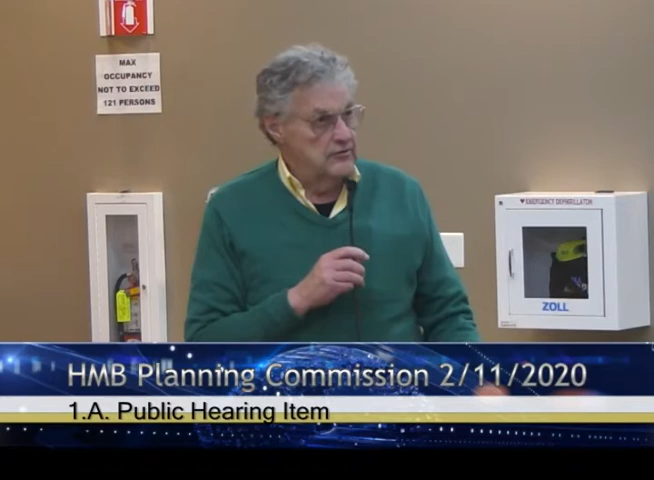 MAX
OCCUPANCY
NOT TO EXCEED
121 PERSONS
EMERGENCY DEFIBRILLATOR
ZOLL
HMB Planning Commission 2/11/2020
1.A. Public Hearing Item